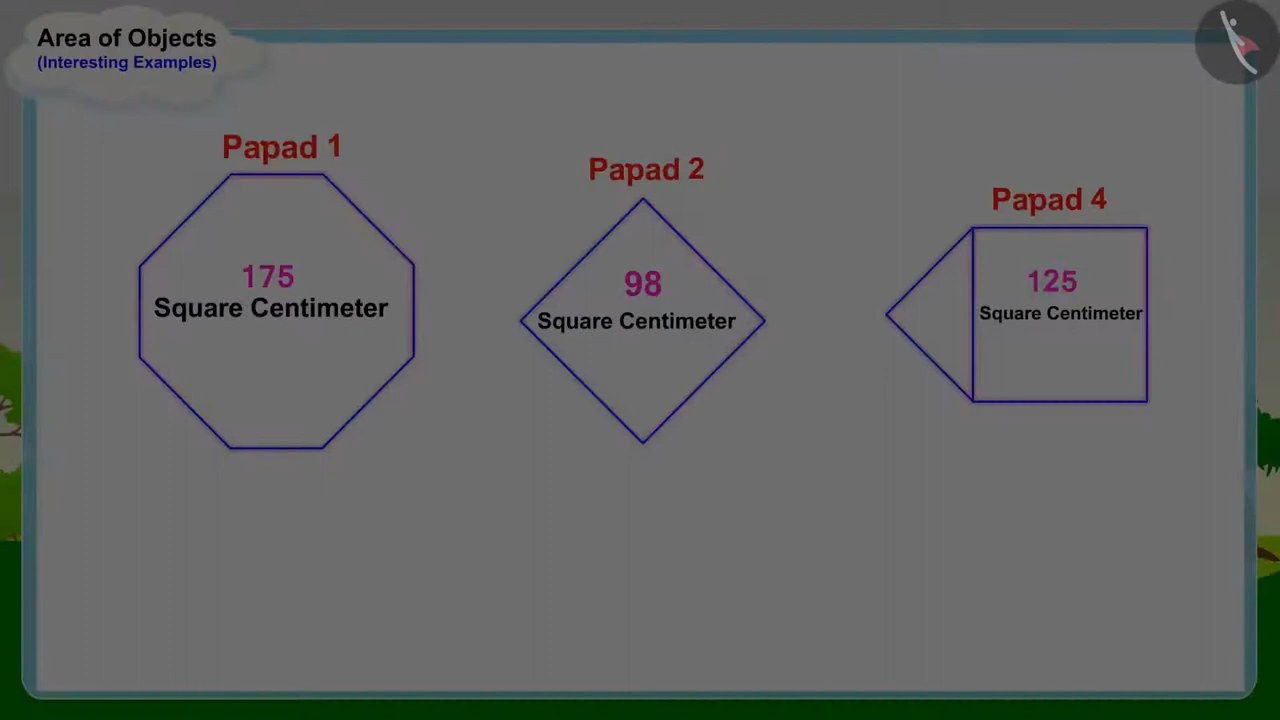 Area of Objects
(Interesting Examples)
Papad 1
175
Square Centimeter
Papad 2
98
Square Centimeter
Papad 4
125
Square Centimeter